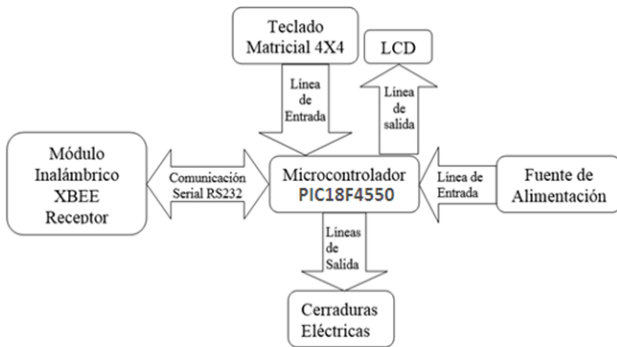 Teclado
Matricial 4X4
LCD
Línea
de
Entrada
Línea
de
salida
Módulo
Inalámbrico
XBEE
Receptor
Comunicación
Serial RS232
Microcontrolador
PIC18F4550
Línea de
Entrada
Fuente de
Alimentación
Líneas
de
Salida
Cerraduras
Eléctricas